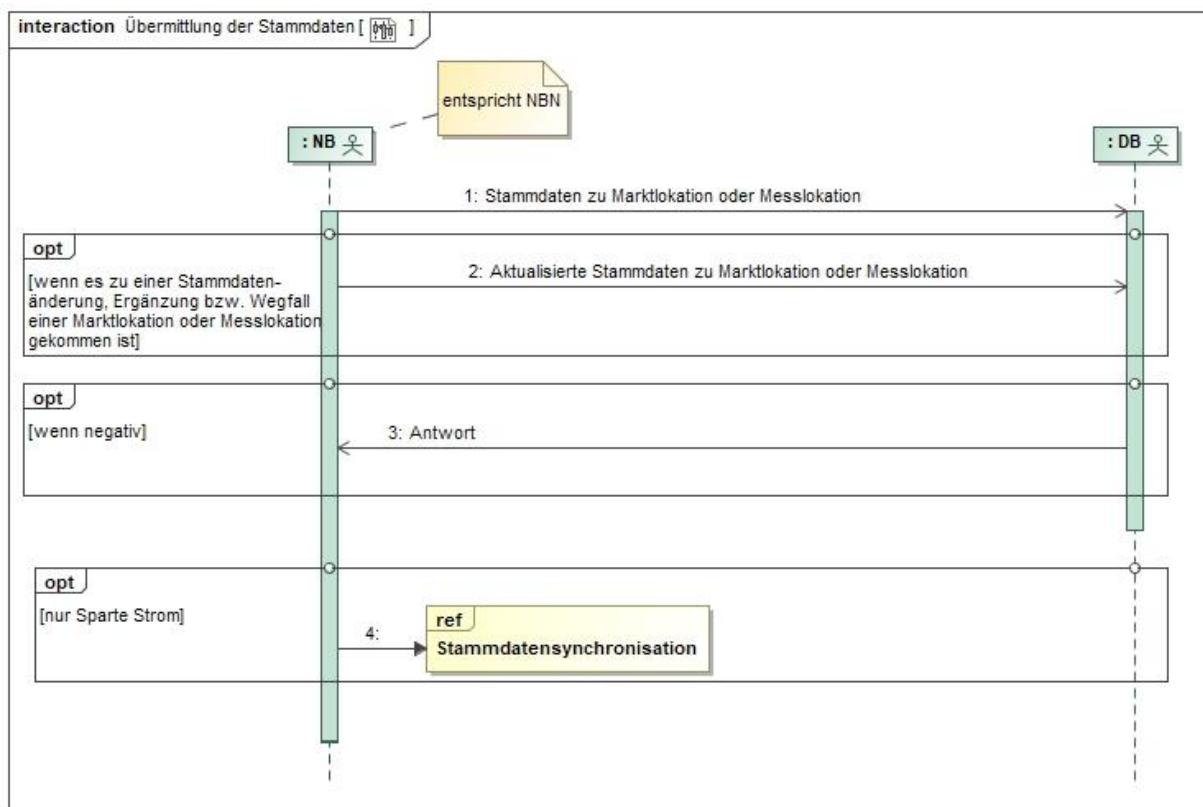 interaction Übermittlung der Stammdaten [ ]
entspricht NBN
: NB
: DB
1: Stammdaten zu Marktlokation oder Messlokation
opt
[wenn es zu einer Stammdaten-
änderung, Ergänzung bzw. Wegfall
einer Marktlokation oder Messlokation
gekommen ist]
2: Aktualisierte Stammdaten zu Marktlokation oder Messlokation
opt
[wenn negativ]
3: Antwort
opt
[nur Sparte Strom]
4:
ref
Stammdatensynchronisation